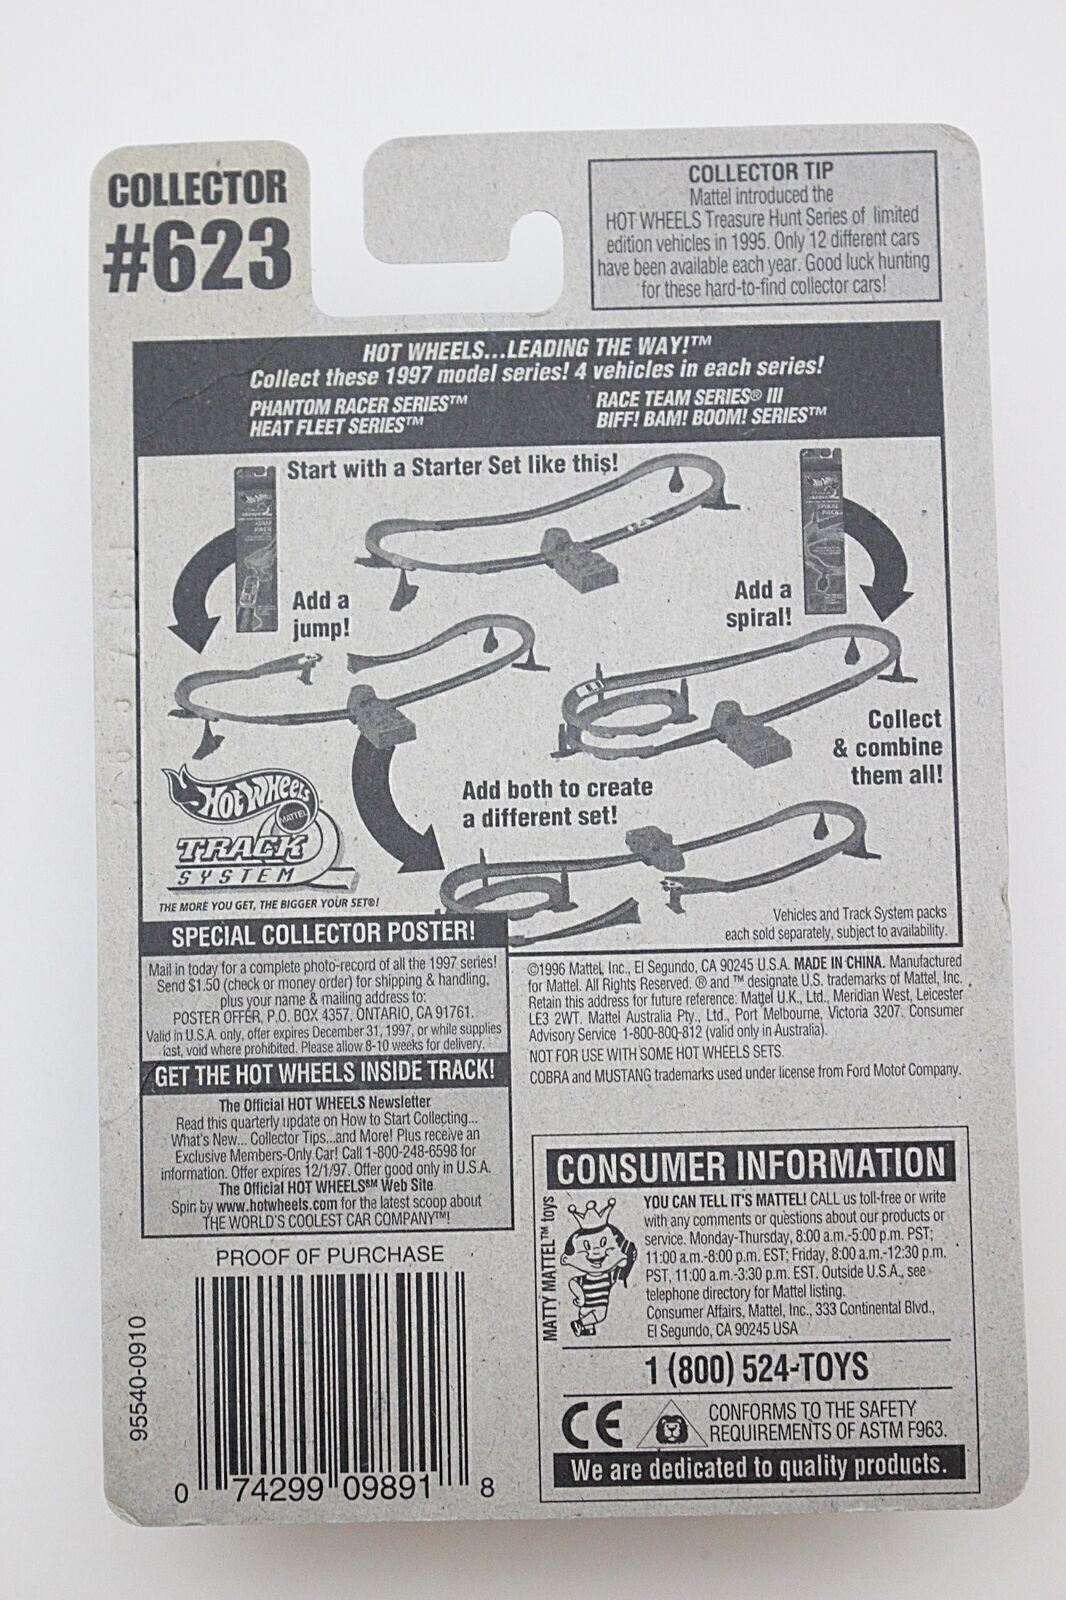 COLLECTOR
#623
COLLECTOR TIP
Mattel introduced the
HOT WHEELS Treasure Hunt Series of limited
edition vehicles in 1995. Only 12 different cars
have been available each year. Good luck hunting
for these hard-to-find collector cars!
HOT WHEELS...LEADING THE WAY!™
Collect these 1997 model series! 4 vehicles in each series!
PHANTOM RACER SERIES™
HEAT FLEET SERIES™
RACE TEAM SERIES® III
BIFF! BAM! BOOM! SERIES™
Start with a Starter Set like this!
Hot Wheels
JUMP
PACK
Hot Wheels
SPIRAL
PACK
Add a
jump!
Add a
spiral!
Collect
& combine
them all!
Add both to create
a different set!
Hot Wheels
MATTEL
TRACK
SYSTEM
THE MORE YOU GET, THE BIGGER YOUR SET®!
Vehicles and Track System packs
each sold separately, subject to availability.
SPECIAL COLLECTOR POSTER!
Mail in today for a complete photo-record of all the 1997 series!
Send $1.50 (check or money order) for shipping & handling,
plus your name & mailing address to:
POSTER OFFER, P.O. BOX 4357, ONTARIO, CA 91761.
Valid in U.S.A. only, offer expires December 31, 1997, or while supplies
last, void where prohibited. Please allow 8-10 weeks for delivery.
GET THE HOT WHEELS INSIDE TRACK!
The Official HOT WHEELS Newsletter
Read this quarterly update on How to Start Collecting...
What's New... Collector Tips...and More! Plus receive an
Exclusive Members-Only Car! Call 1-800-248-6598 for
information. Offer expires 12/1/97. Offer good only in U.S.A.
The Official HOT WHEELS℠ Web Site
Spin by www.hotwheels.com for the latest scoop about
THE WORLD'S COOLEST CAR COMPANY™!
©1996 Mattel, Inc., El Segundo, CA 90245 U.S.A. MADE IN CHINA. Manufactured
for Mattel. All Rights Reserved. ® and ™ designate U.S. trademarks of Mattel, Inc.
Retain this address for future reference: Mattel U.K., Ltd., Meridian West, Leicester
LE3 2WT. Mattel Australia Pty., Ltd., Port Melbourne, Victoria 3207. Consumer
Advisory Service 1-800-800-812 (valid only in Australia).
NOT FOR USE WITH SOME HOT WHEELS SETS.
COBRA and MUSTANG trademarks used under license from Ford Motor Company.
PROOF OF PURCHASE
95540-0910
0 74299 09891 8
CONSUMER INFORMATION
MATTY MATTEL™ toys
YOU CAN TELL IT'S MATTEL! CALL us toll-free or write
with any comments or questions about our products or
service. Monday-Thursday, 8:00 a.m.-5:00 p.m. PST;
11:00 a.m.-8:00 p.m. EST; Friday, 8:00 a.m.-12:30 p.m.
PST, 11:00 a.m.-3:30 p.m. EST. Outside U.S.A., see
telephone directory for Mattel listing.
Consumer Affairs, Mattel, Inc., 333 Continental Blvd.,
El Segundo, CA 90245 USA
1 (800) 524-TOYS
CE
CONFORMS TO THE SAFETY
REQUIREMENTS OF ASTM F963.
We are dedicated to quality products.